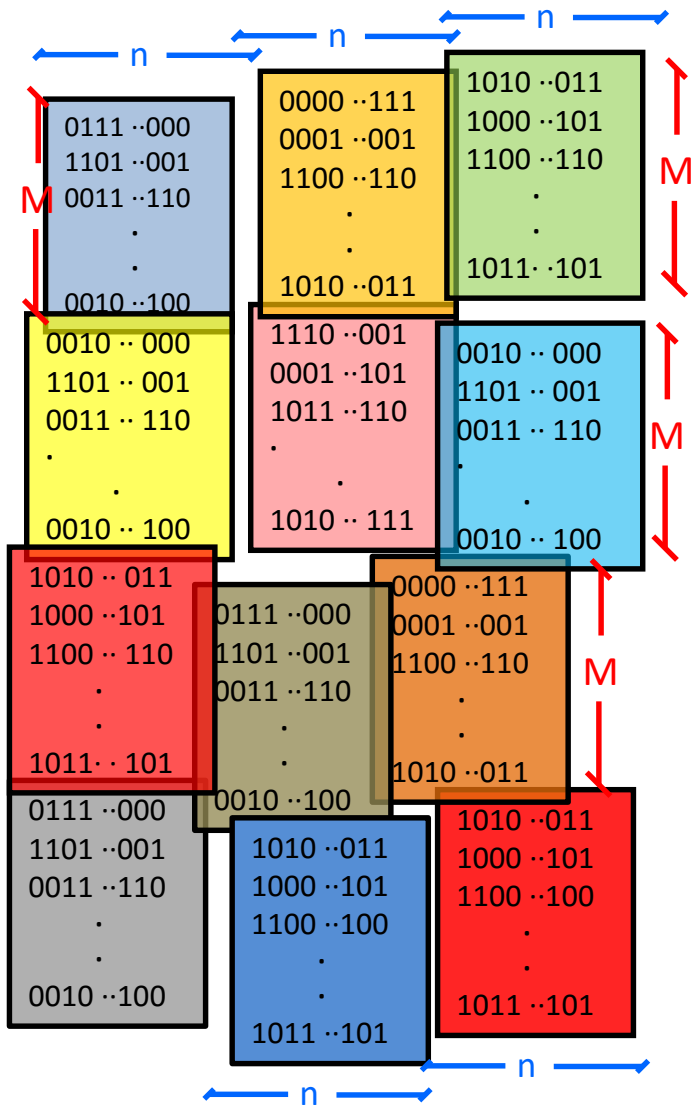 n
n
n
M
0111 ··000
1101 ··001
0011 ··110
.
.
0010 ··100
0000 ··111
0001 ··001
1100 ··110
.
.
1010 ··011
1010 ··011
1000 ··101
1100 ··110
.
.
1011· ·101
M
0010 ·· 000
1101 ·· 001
0011 ·· 110
.
.
0010 ·· 100
1110 ··001
0001 ··101
1011 ··110
.
.
1010 ·· 111
0010 ·· 000
1101 ·· 001
0011 ·· 110
.
.
0010 ·· 100
M
1010 ·· 011
1000 ··101
1100 ·· 110
.
.
1011· · 101
0111 ··000
1101 ··001
0011 ··110
.
.
0010 ··100
0000 ··111
0001 ··001
1100 ··110
.
.
1010 ··011
M
0111 ··000
1101 ··001
0011 ··110
.
.
0010 ··100
1010 ··011
1000 ··101
1100 ··100
.
.
1011 ··101
1010 ··011
1000 ··101
1100 ··100
.
.
1011 ··101
n
n